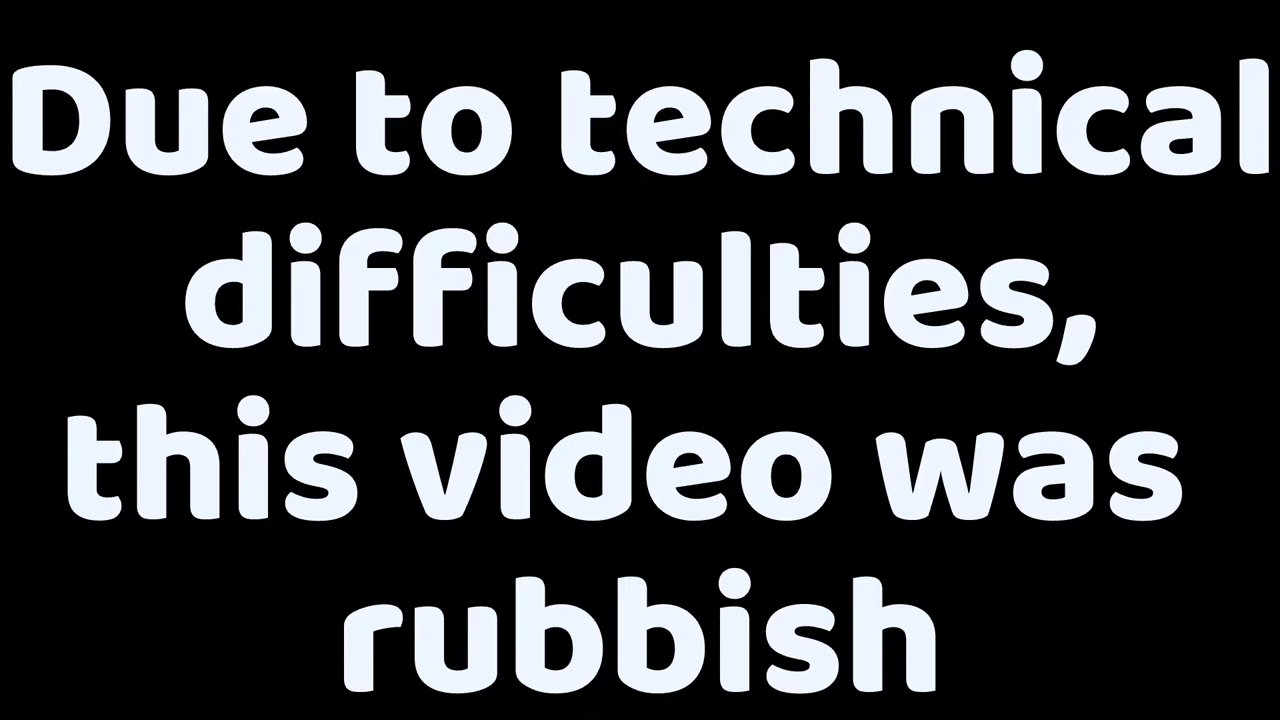 Due to technical
difficulties,
this video was
rubbish